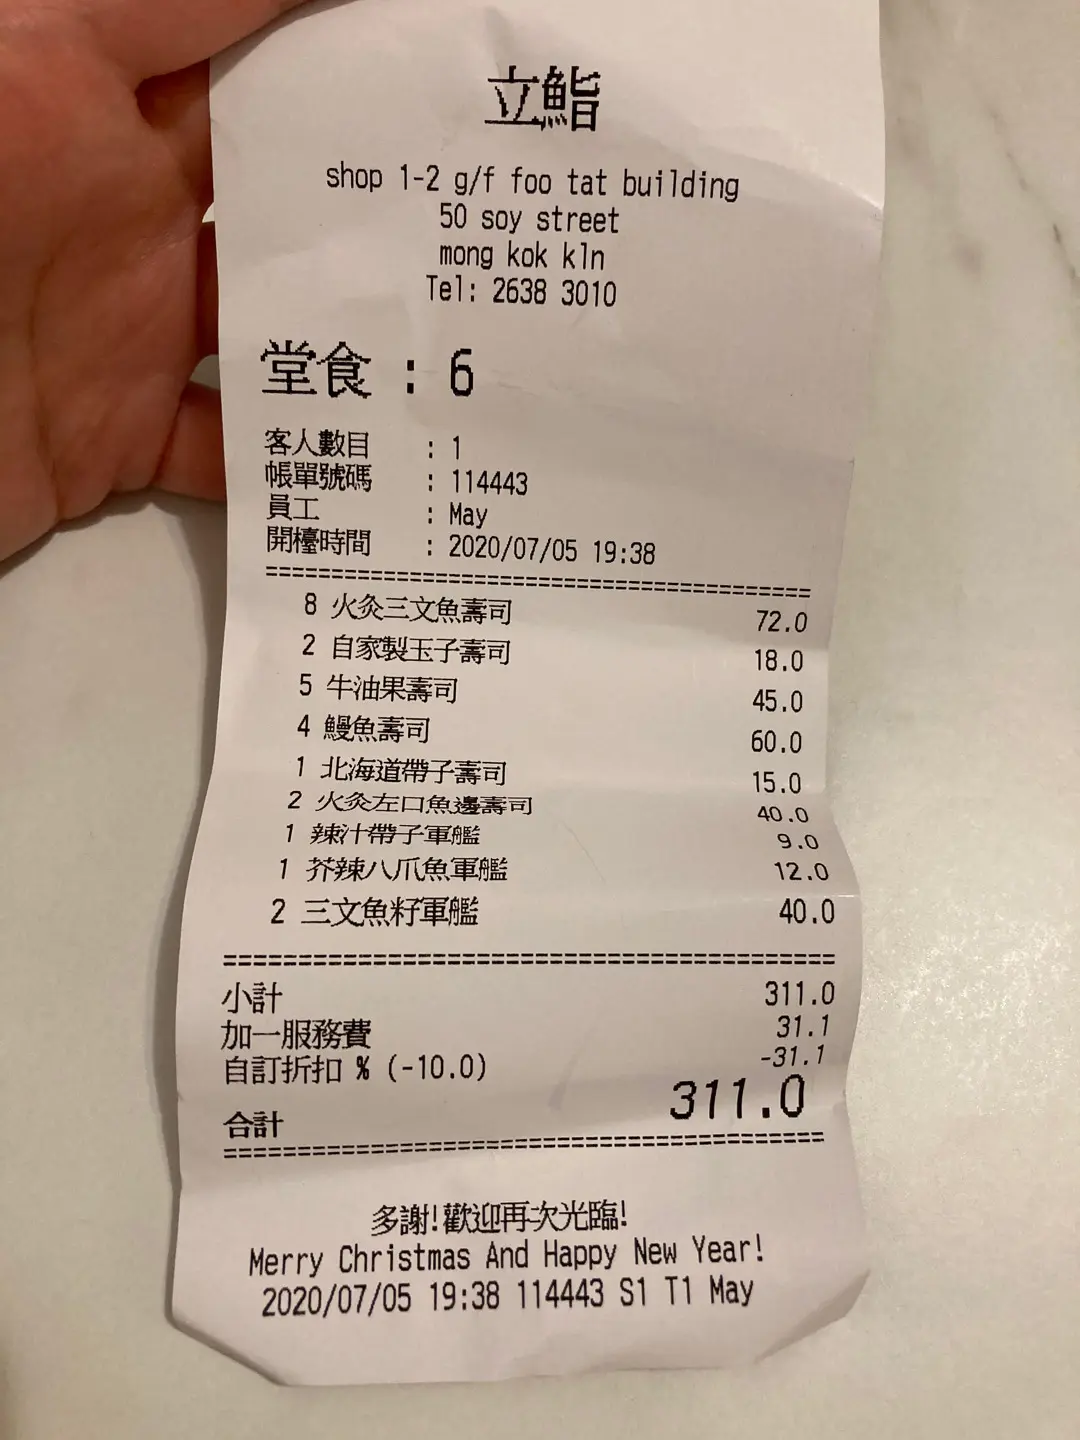 立鮨
shop 1-2 g/f foo tat building
50 soy street
mong kok kln
Tel: 2638 3010
堂食 : 6
客人數目 : 1
帳單號碼 : 114443
員工 : May
開檯時間 : 2020/07/05 19:38
8 火灸三文魚壽司 72.0
2 自家製玉子壽司 18.0
5 牛油果壽司 45.0
4 鰻魚壽司 60.0
1 北海道帶子壽司 15.0
2 火灸左口魚邊壽司 40.0
1 辣汁帶子軍艦 9.0
1 芥辣八爪魚軍艦 12.0
2 三文魚籽軍艦 40.0
小計 311.0
加一服務費 31.1
自訂折扣 % (-10.0) -31.1
合計 311.0
多謝!歡迎再次光臨!
Merry Christmas And Happy New Year!
2020/07/05 19:38 114443 S1 T1 May